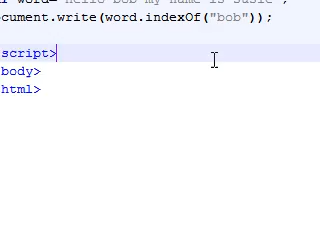 word="hello bob my name is susie";
cument.write(word.indexOf("bob"));
script>
body>
html>